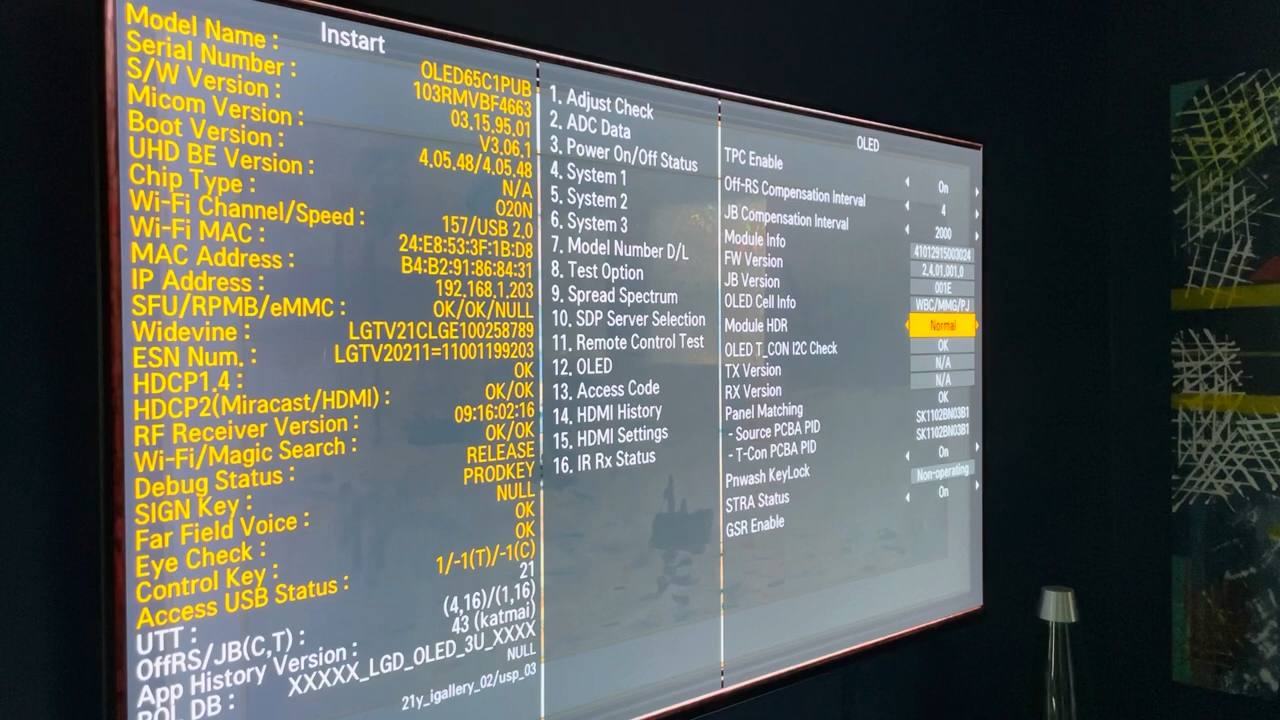 Instart
Model Name : OLED65C1PUB
Serial Number : 103RMVBF4663
S/W Version : 03.15.95.01
Micom Version : V3.06.1
Boot Version : 4.05.48/4.05.48
UHD BE Version : N/A
Chip Type : O20N
Wi-Fi Channel/Speed : 157/USB 2.0
Wi-Fi MAC : 24:E8:53:3F:1B:D8
MAC Address : B4:B2:91:86:84:31
IP Address : 192.168.1.203
SFU/RPMB/eMMC : OK/OK/NULL
Widevine : LGTV21CLGE100258789
ESN Num. : LGTV20211=11001199203
HDCP1.4 : OK
HDCP2(Miracast/HDMI) : OK/OK
RF Receiver Version : 09:16:02:16
Wi-Fi/Magic Search : OK/OK
Debug Status : RELEASE
SIGN Key : PRODKEY
Far Field Voice : NULL
Eye Check : OK
Control Key : OK
Access USB Status : 1/-1(T)/-1(C)
UTT : 21
OffRS/JB(C,T) : (4,16)/(1,16)
App History Version : 43 (katmai)
POL DB : XXXXX_LGD_OLED_3U_XXXX
NULL
21y_igallery_02/usp_03
1. Adjust Check
2. ADC Data
3. Power On/Off Status
4. System 1
5. System 2
6. System 3
7. Model Number D/L
8. Test Option
9. Spread Spectrum
10. SDP Server Selection
11. Remote Control Test
12. OLED
13. Access Code
14. HDMI History
15. HDMI Settings
16. IR Rx Status
OLED
TPC Enable On
Off-RS Compensation Interval 4
JB Compensation Interval 2000
Module Info 41012915003024
FW Version 2.4.01.001.0
JB Version 001E
OLED Cell Info WBC/MMG/PJ
Module HDR Normal
OLED T_CON I2C Check OK
TX Version N/A
RX Version N/A
Panel Matching OK
- Source PCBA PID SK1102BN03B1
- T-Con PCBA PID SK1102BN03B1
Pnwash KeyLock On
STRA Status Non-operating
GSR Enable On